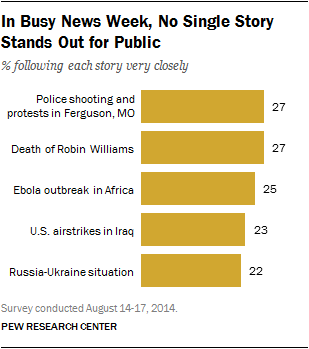 In Busy News Week, No Single Story
Stands Out for Public
% following each story very closely
Police shooting and
protests in Ferguson, MO
27
Death of Robin Williams
27
Ebola outbreak in Africa
25
U.S. airstrikes in Iraq
23
Russia-Ukraine situation
22
Survey conducted August 14-17, 2014.
PEW RESEARCH CENTER